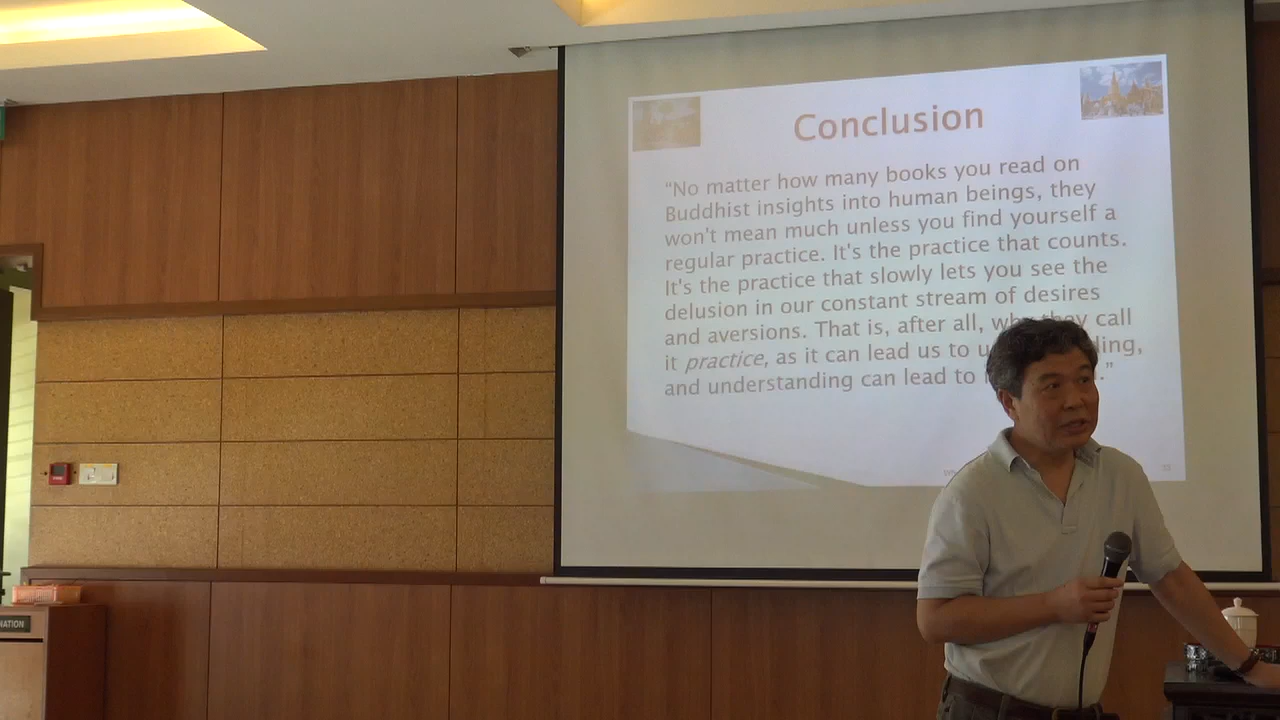 Conclusion
“No matter how many books you read on
Buddhist insights into human beings, they
won't mean much unless you find yourself a
regular practice. It's the practice that counts.
It's the practice that slowly lets you see the
delusion in our constant stream of desires
and aversions. That is, after all, why they call
it practice, as it can lead us to
and understanding can lead to